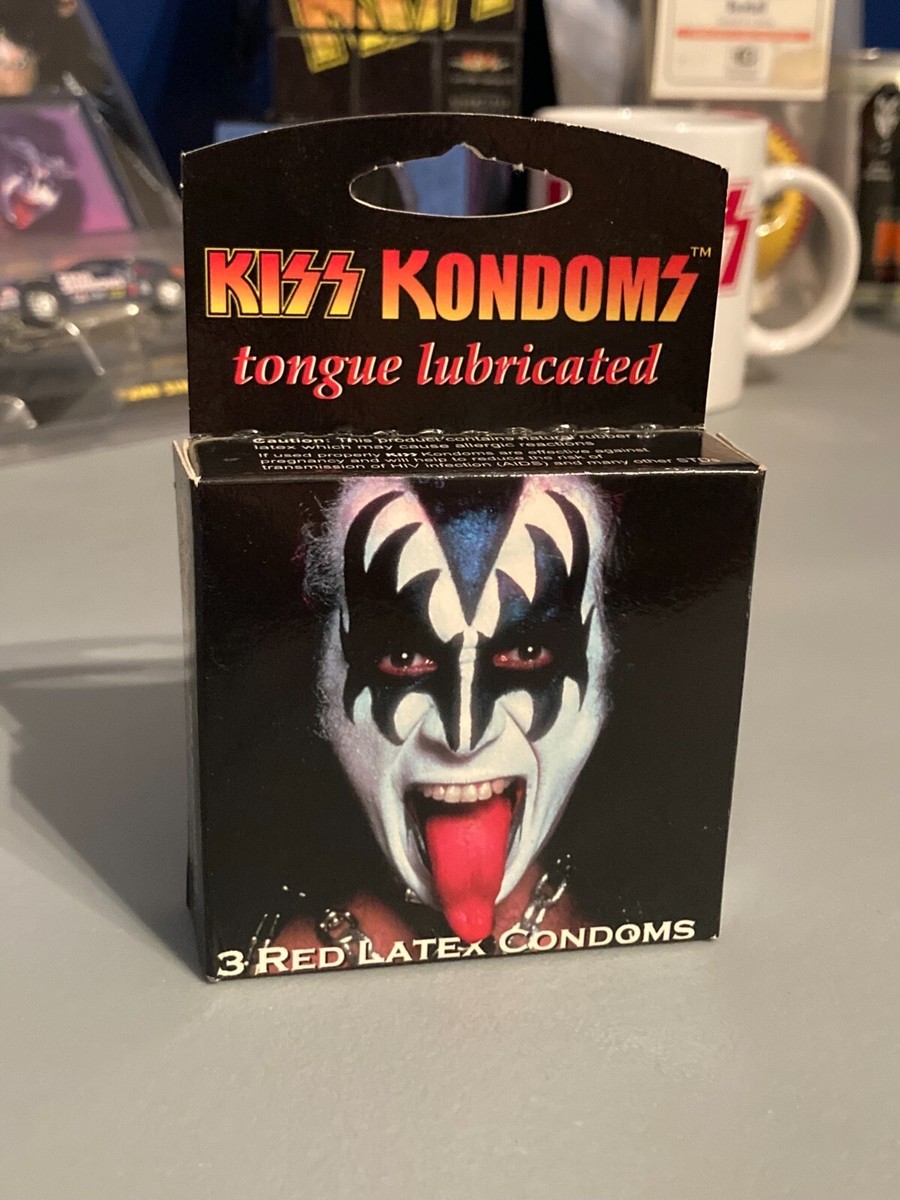 KISS KONDOMS™
tongue lubricated
Caution: This product contains natural rubber
latex which may cause allergic reactions
If used properly KISS Kondoms are effective against
pregnancy and will help to reduce the risk of
transmission of HIV infection (AIDS) and many other STD
3 RED LATEX CONDOMS